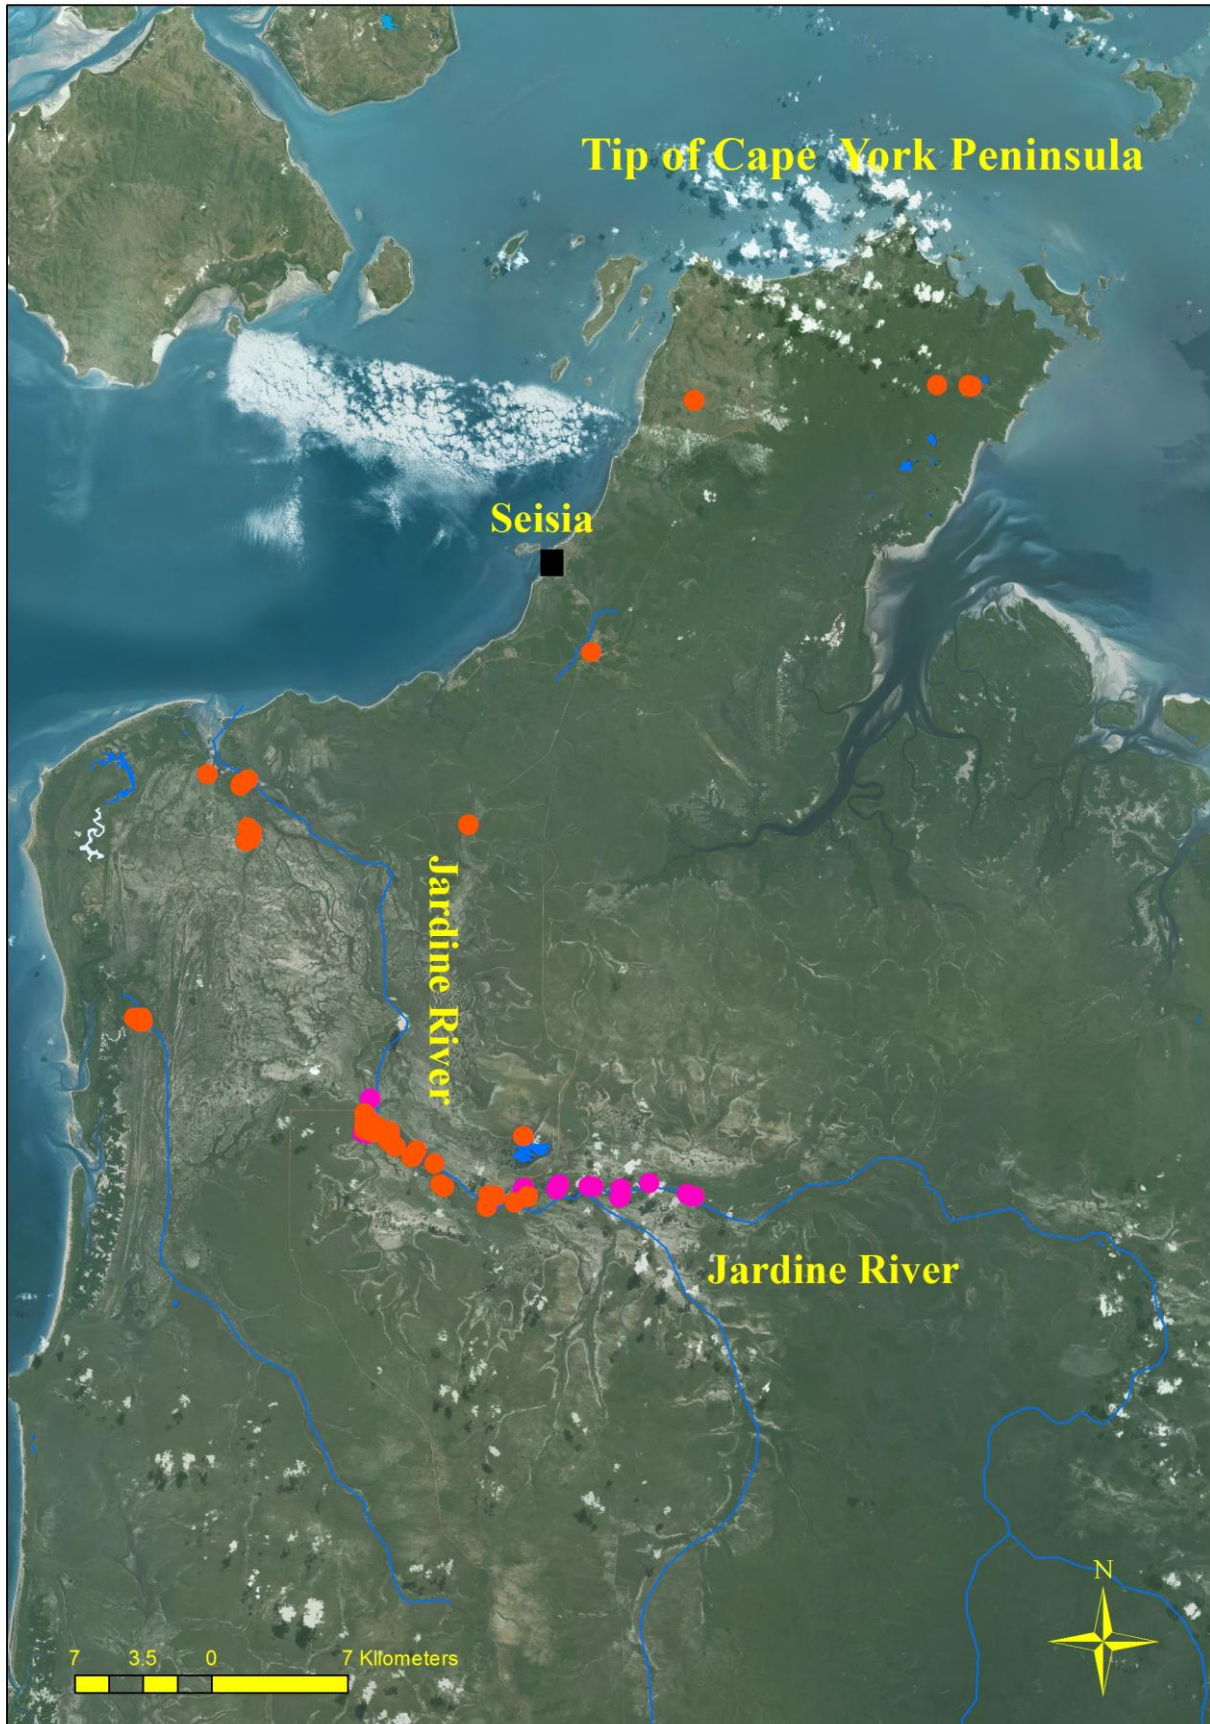 Tip of Cape York Peninsula
Seisia
Jardine River
Jardine River
N
7 3.5 0 7 Kilometers